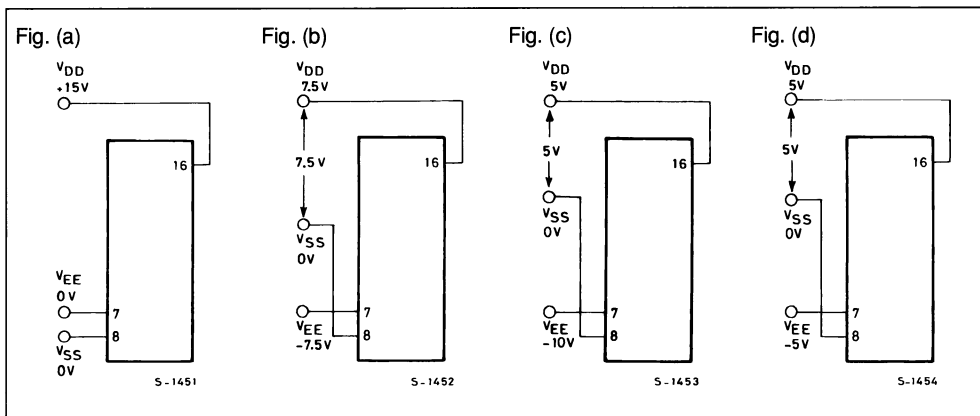 Fig. (a)
VDD
+15V
16
VEE
0V
7
8
VSS
0V
S-1451
Fig. (b)
VDD
7.5V
7.5V
16
VSS
0V
7
8
VEE
-7.5V
S-1452
Fig. (c)
VDD
5V
5V
16
VSS
0V
7
8
VEE
-10V
S-1453
Fig. (d)
VDD
5V
5V
16
VSS
0V
7
8
VEE
-5V
S-1454